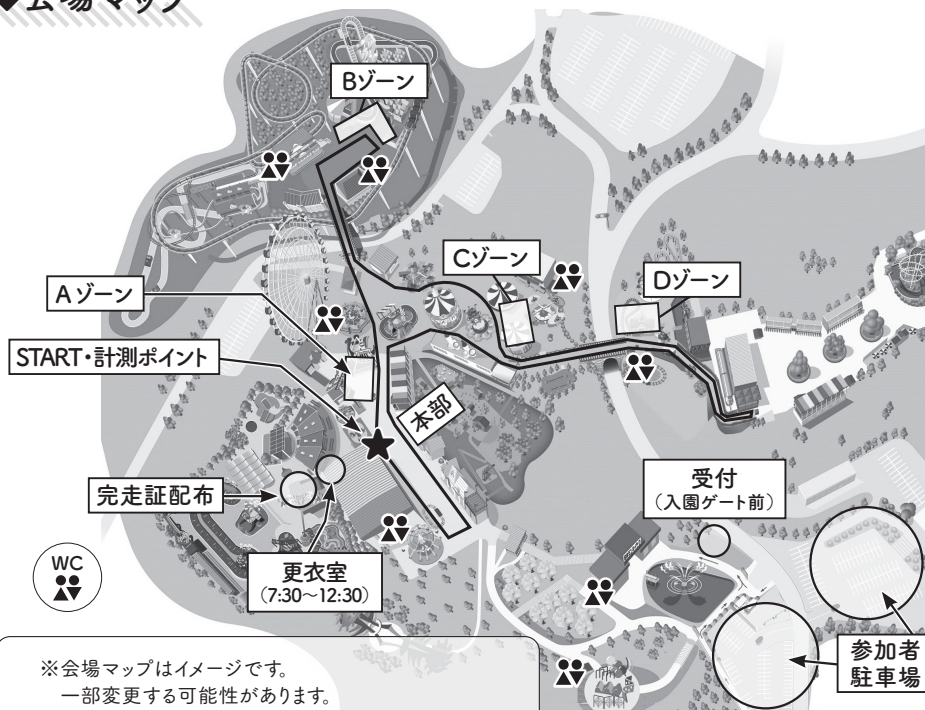 ◆会場マップ
Bゾーン
Cゾーン
Dゾーン
Aゾーン
START・計測ポイント
本部
完走証配布
受付
（入園ゲート前）
WC
更衣室
（7:30〜12:30）
参加者
駐車場
※会場マップはイメージです。
一部変更する可能性があります。